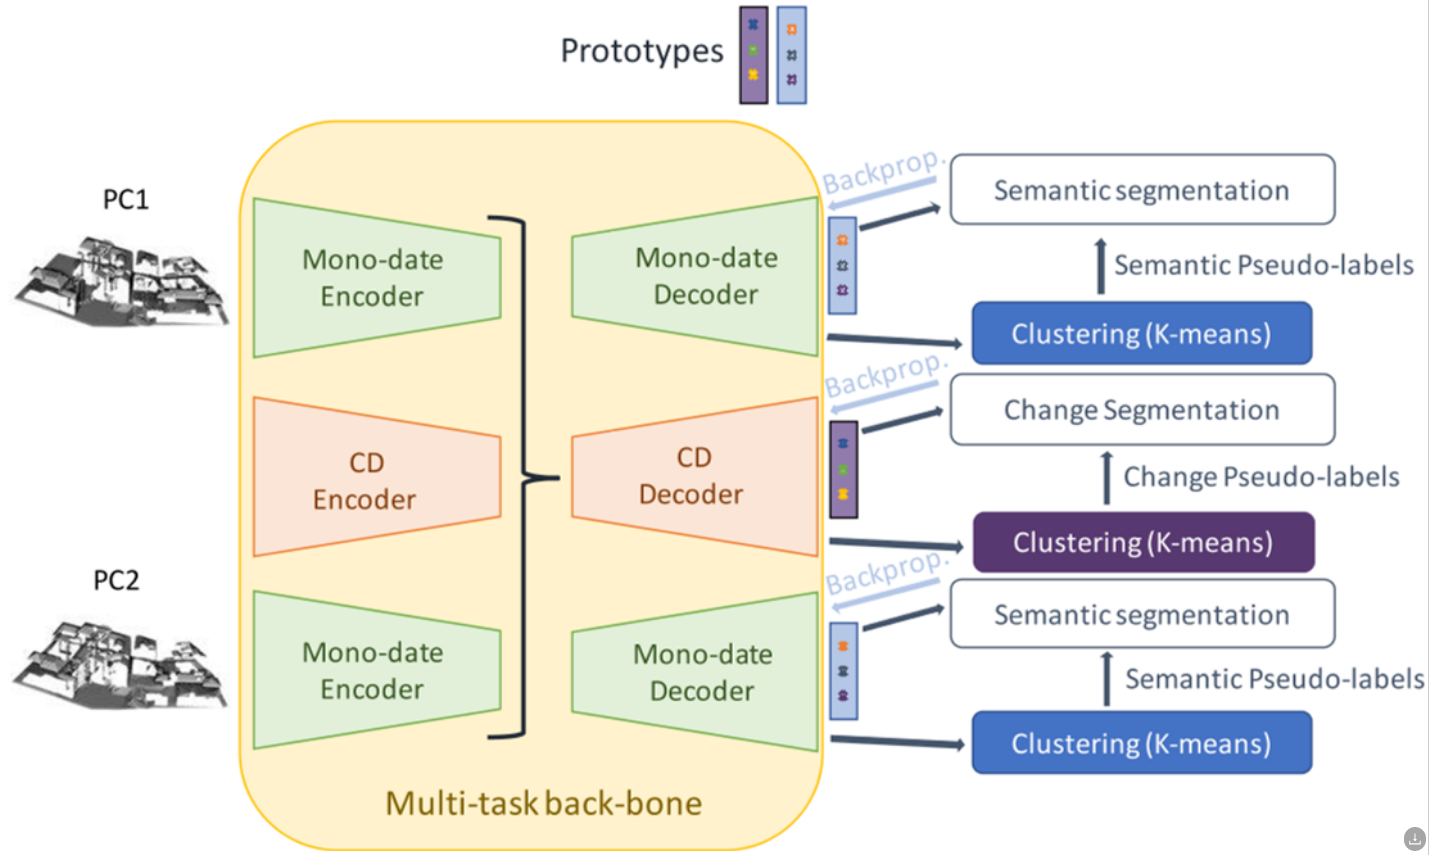 Prototypes
PC1
Mono-date
Encoder
Mono-date
Decoder
Backprop.
Semantic segmentation
Semantic Pseudo-labels
Clustering (K-means)
CD
Encoder
CD
Decoder
Backprop.
Change Segmentation
Change Pseudo-labels
Clustering (K-means)
PC2
Mono-date
Encoder
Mono-date
Decoder
Backprop.
Semantic segmentation
Semantic Pseudo-labels
Clustering (K-means)
Multi-task back-bone